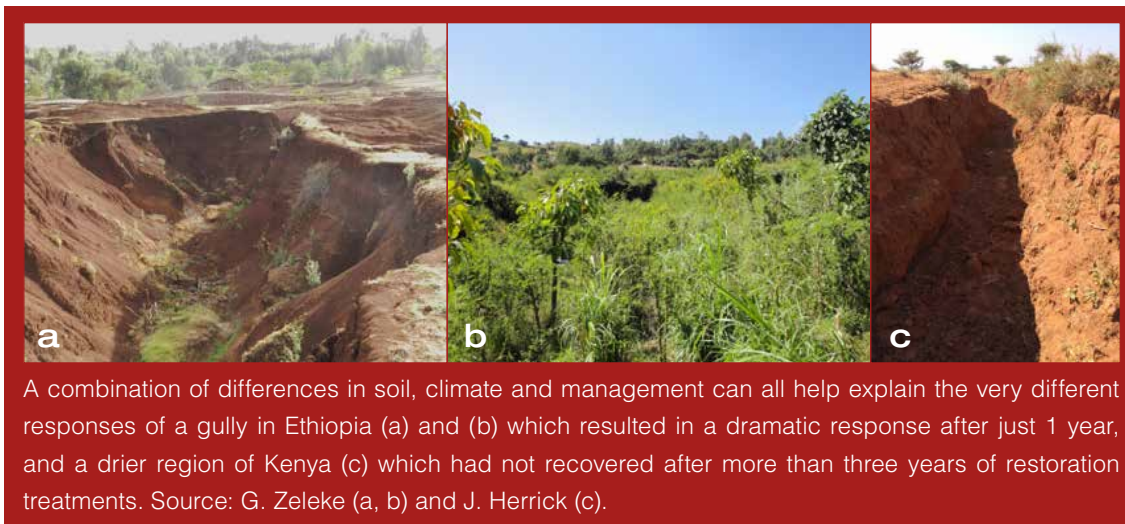 a
b
c
A combination of differences in soil, climate and management can all help explain the very different
responses of a gully in Ethiopia (a) and (b) which resulted in a dramatic response after just 1 year,
and a drier region of Kenya (c) which had not recovered after more than three years of restoration
treatments. Source: G. Zeleke (a, b) and J. Herrick (c).